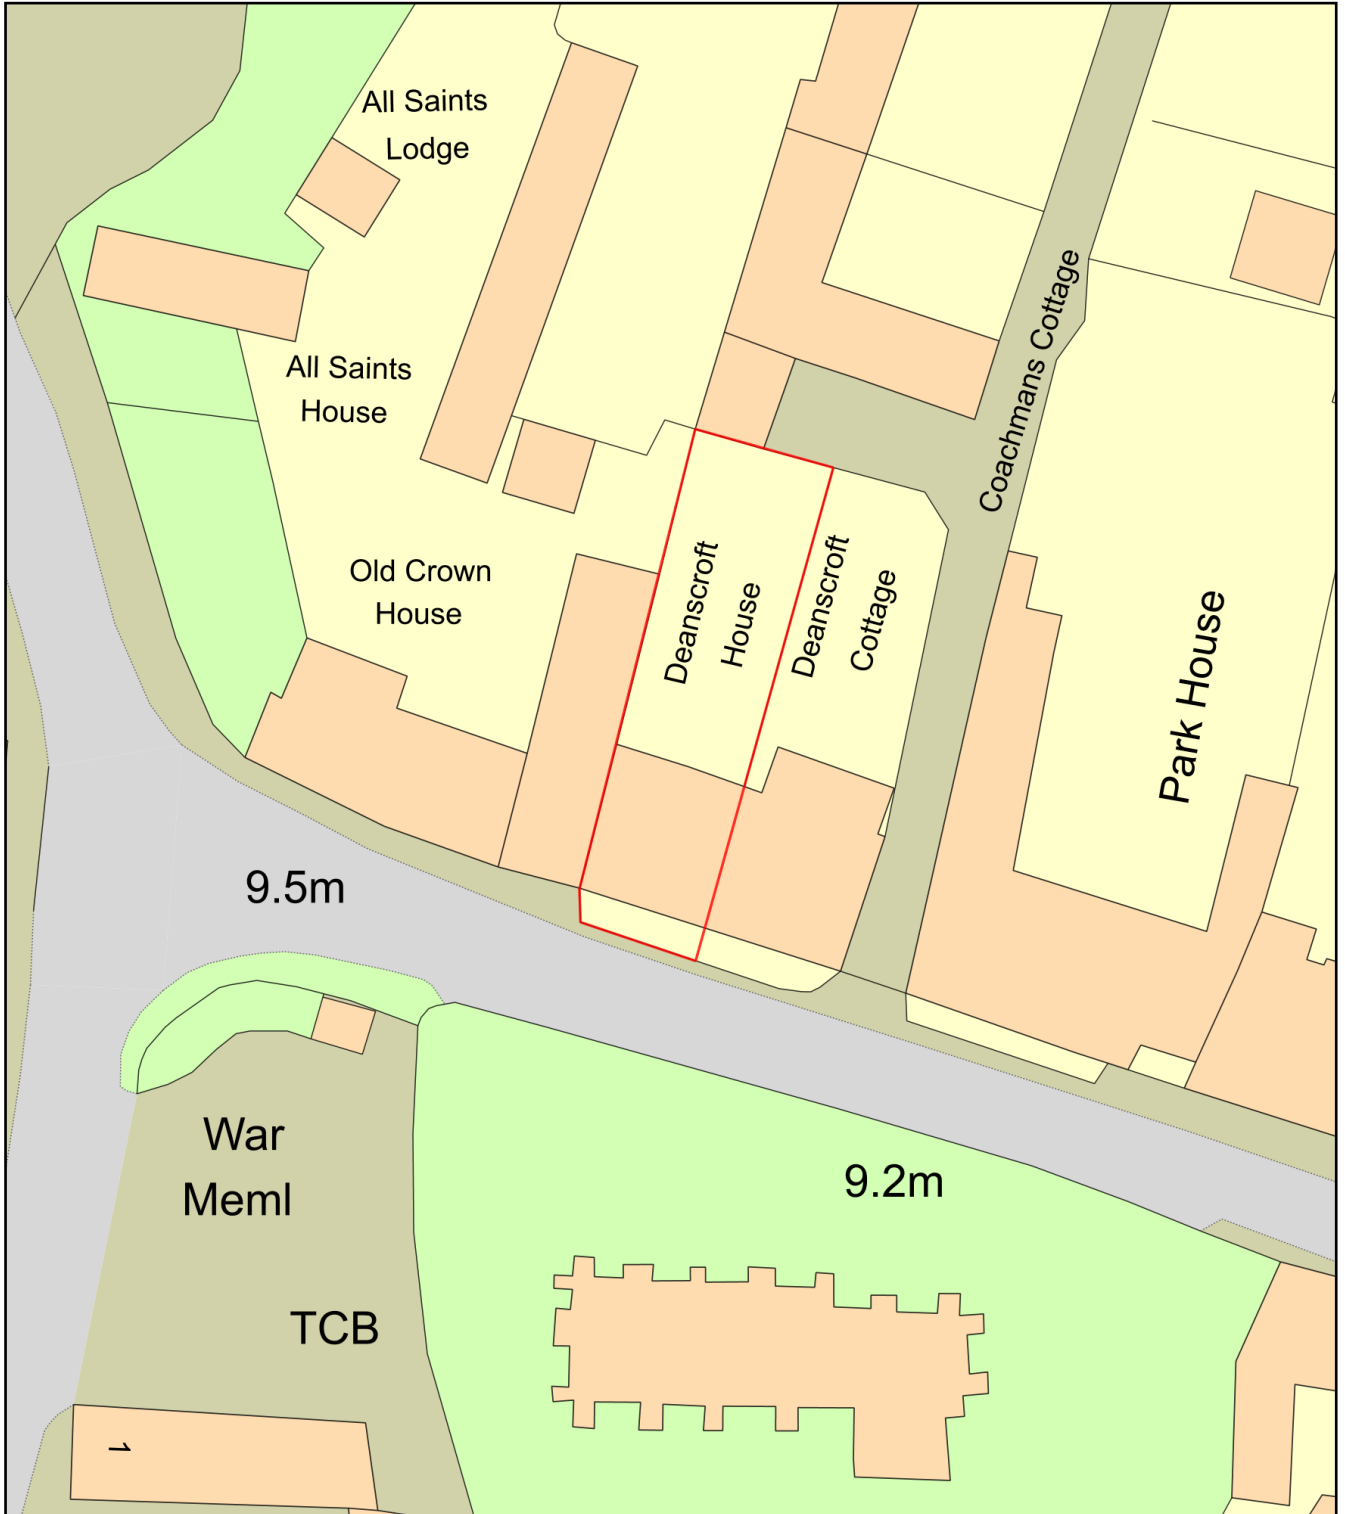 All Saints
Lodge
Coachmans Cottage
All Saints
House
Old Crown
House
Deanscroft
House
Deanscroft
Cottage
Park House
9.5m
War
Meml
9.2m
TCB
1